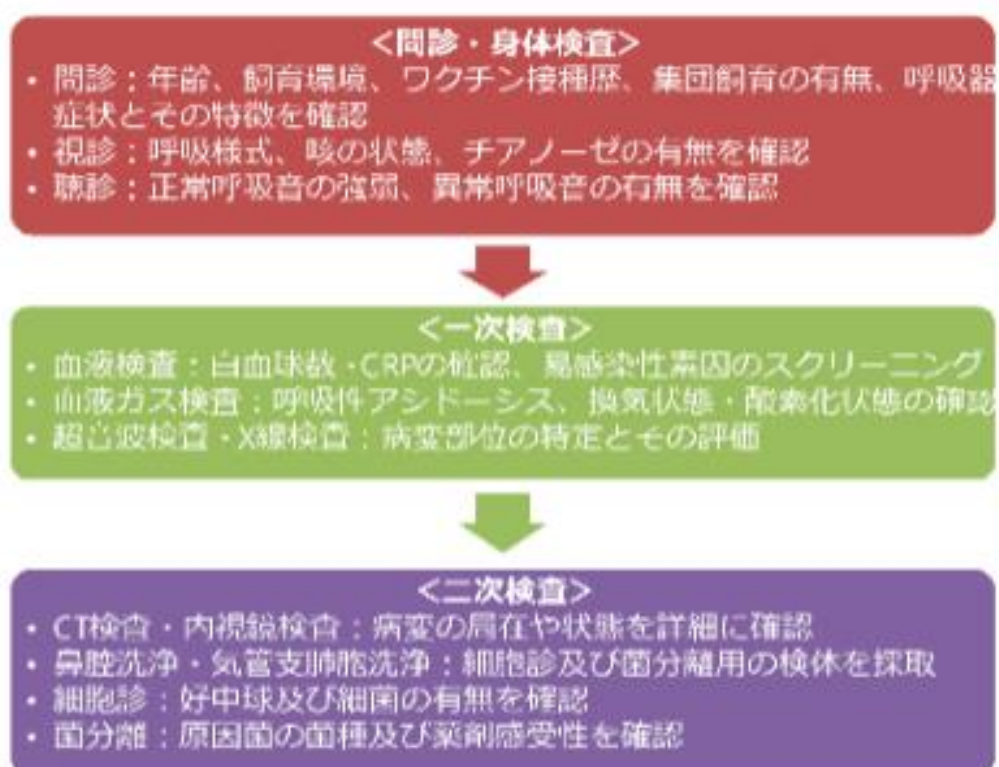 ＜問診・身体検査＞
• 問診：年齢、飼育環境、ワクチン接種歴、集団飼育の有無、呼吸器
症状とその特徴を確認
• 視診：呼吸様式、咳の状態、チアノーゼの有無を確認
• 聴診：正常呼吸音の強弱、異常呼吸音の有無を確認
＜一次検査＞
• 血液検査：白血球数・CRPの確認、易感染性素因のスクリーニング
• 血液ガス検査：呼吸性アシドーシス、換気状態・酸素化状態の確認
• 超音波検査・X線検査：病変部位の特定とその評価
＜二次検査＞
• CT検査・内視鏡検査：病変の局在や状態を詳細に確認
• 鼻腔洗浄・気管支肺胞洗浄：細胞診及び菌分離用の検体を採取
• 細胞診：好中球及び細菌の有無を確認
• 菌分離：原因菌の菌種及び薬剤感受性を確認